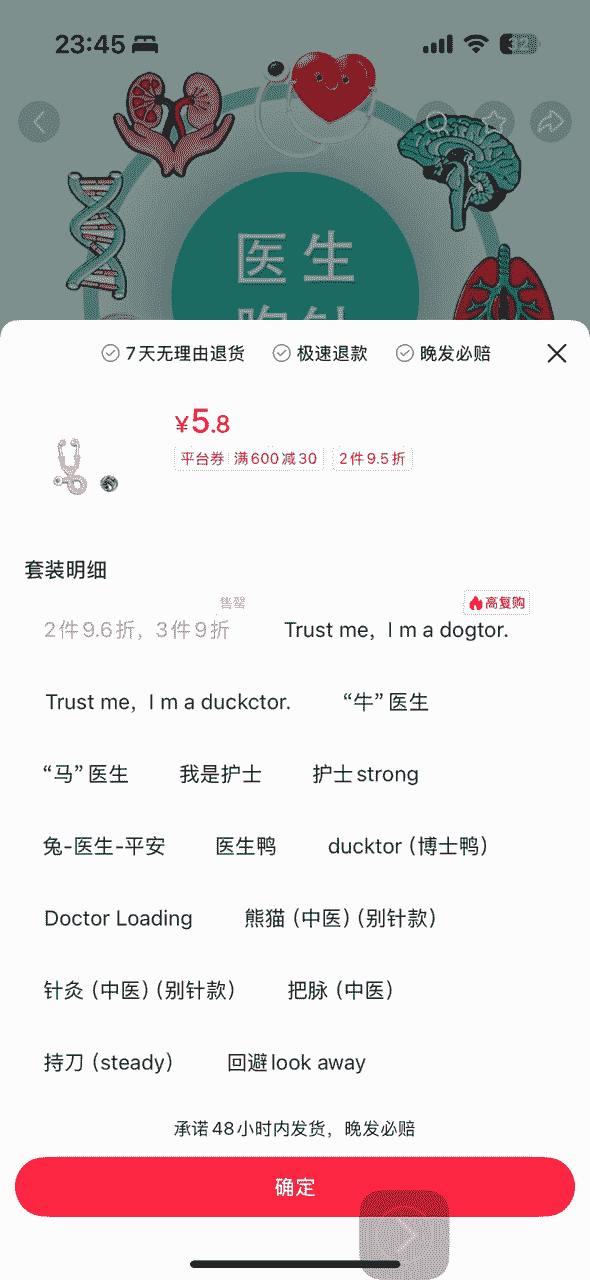 23:45
32
医生
胸针
7天无理由退货 极速退款 晚发必赔
¥5.8
平台券 满600减30 2件9.5折
套装明细
售罄 高复购
2件9.6折，3件9折 Trust me，I m a dogtor.
Trust me，I m a duckctor. “牛”医生
“马”医生 我是护士 护士strong
兔-医生-平安 医生鸭 ducktor（博士鸭）
Doctor Loading 熊猫（中医）（别针款）
针灸（中医）（别针款） 把脉（中医）
持刀（steady） 回避look away
承诺48小时内发货，晚发必赔
确定